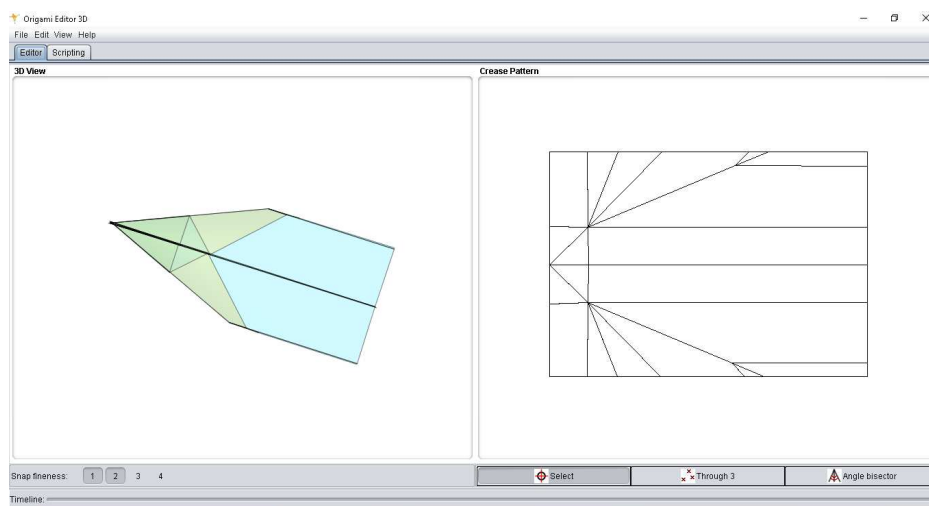 Origami Editor 3D
File Edit View Help
Editor Scripting
3D View Crease Pattern
Snap fineness: 1 2 3 4 Select Through 3 Angle bisector
Timeline: